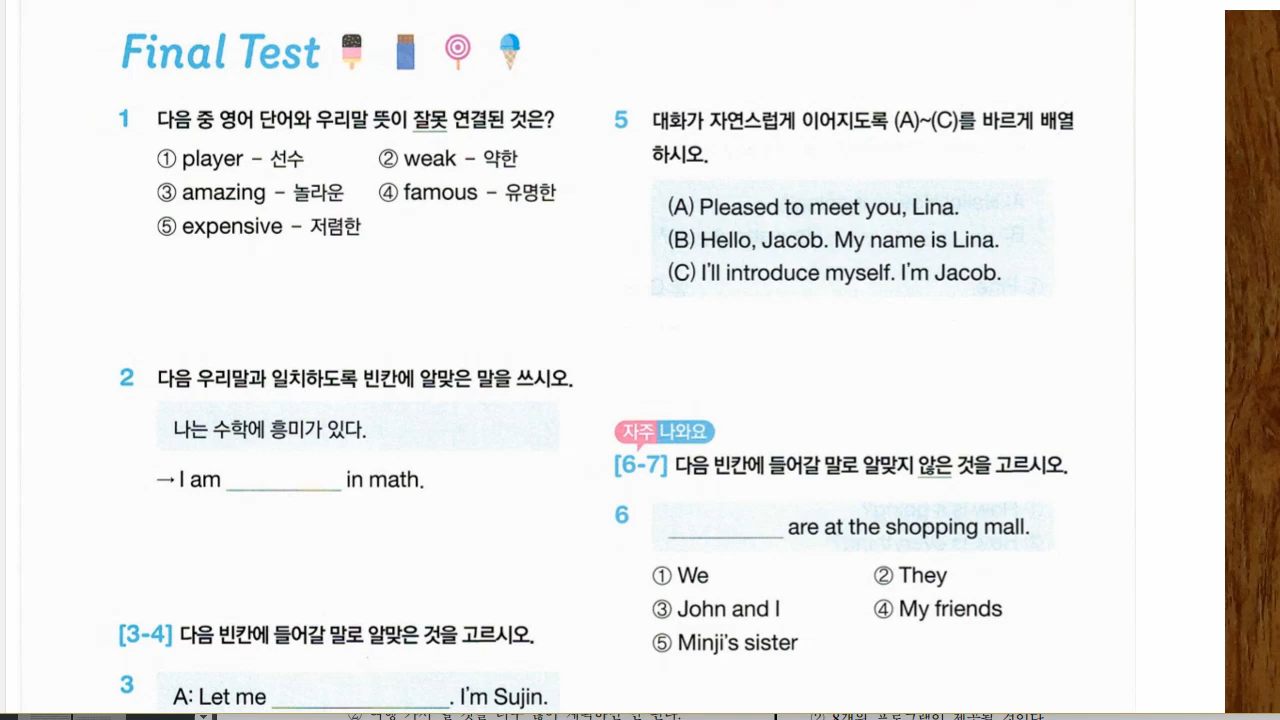 Final Test
1 다음 중 영어 단어와 우리말 뜻이 잘못 연결된 것은?
① player – 선수 ② weak – 약한
③ amazing – 놀라운 ④ famous – 유명한
⑤ expensive – 저렴한
2 다음 우리말과 일치하도록 빈칸에 알맞은 말을 쓰시오.
나는 수학에 흥미가 있다.
→ I am __________ in math.
[3-4] 다음 빈칸에 들어갈 말로 알맞은 것을 고르시오.
3 A: Let me ________________. I'm Sujin.
5 대화가 자연스럽게 이어지도록 (A)~(C)를 바르게 배열
하시오.
(A) Pleased to meet you, Lina.
(B) Hello, Jacob. My name is Lina.
(C) I'll introduce myself. I'm Jacob.
자주 나와요
[6-7] 다음 빈칸에 들어갈 말로 알맞지 않은 것을 고르시오.
6 __________ are at the shopping mall.
① We ② They
③ John and I ④ My friends
⑤ Minji's sister